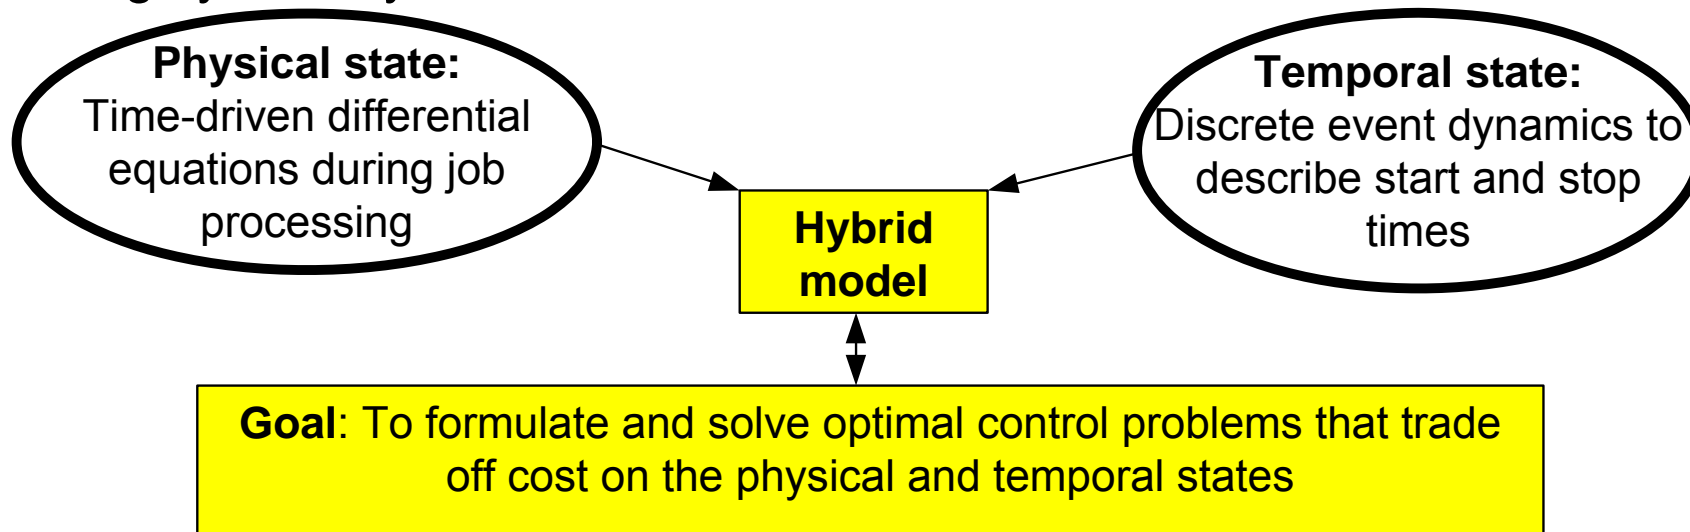 Physical state:
Time-driven differential
equations during job
processing
Temporal state:
Discrete event dynamics to
describe start and stop
times
Hybrid
model
Goal: To formulate and solve optimal control problems that trade
off cost on the physical and temporal states